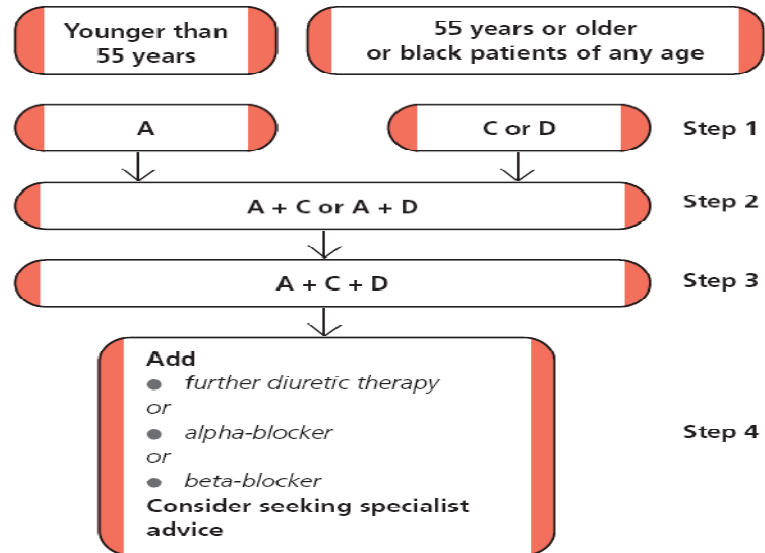 Younger than
55 years
55 years or older
or black patients of any age
A
C or D
Step 1
A + C or A + D
Step 2
A + C + D
Step 3
Add
● further diuretic therapy
or
● alpha-blocker
or
● beta-blocker
Consider seeking specialist
advice
Step 4